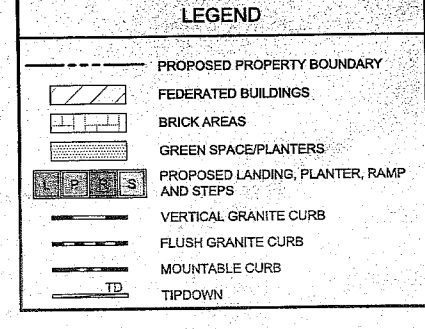 LEGEND
PROPOSED PROPERTY BOUNDARY
FEDERATED BUILDINGS
BRICK AREAS
GREEN SPACE/PLANTERS
L P R S PROPOSED LANDING, PLANTER, RAMP
AND STEPS
VERTICAL GRANITE CURB
FLUSH GRANITE CURB
MOUNTABLE CURB
TD TIPDOWN